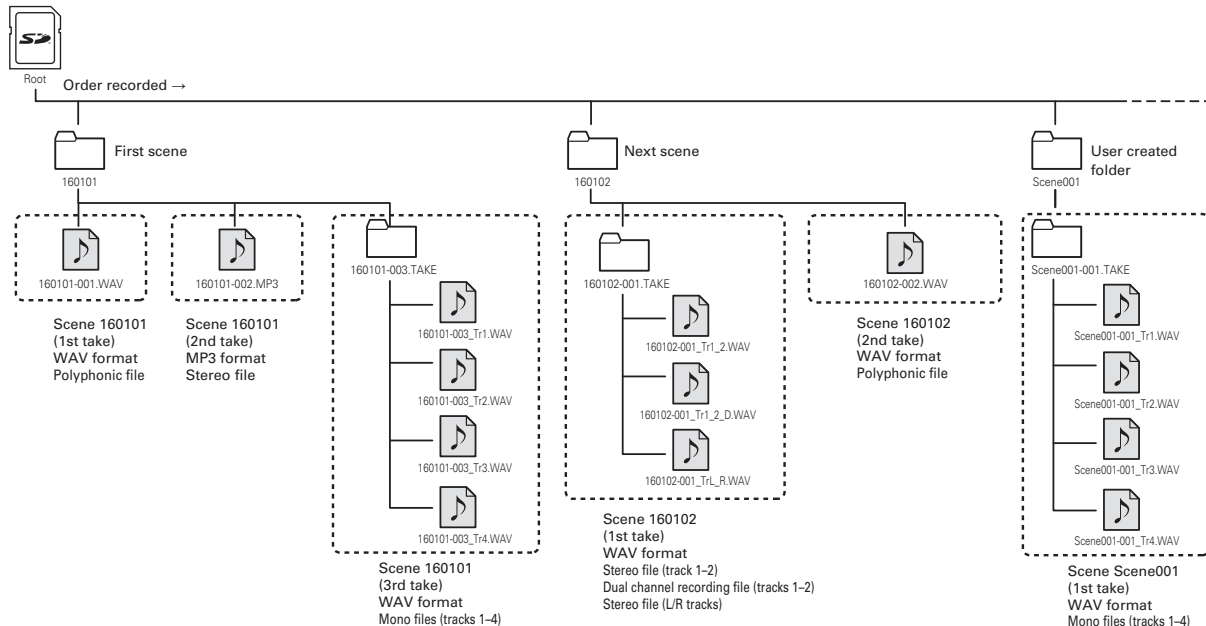 SD
Root
Order recorded →
First scene
160101
Next scene
160102
User created
folder
Scene001
160101-001.WAV
Scene 160101
(1st take)
WAV format
Polyphonic file
160101-002.MP3
Scene 160101
(2nd take)
MP3 format
Stereo file
160101-003.TAKE
160101-003_Tr1.WAV
160101-003_Tr2.WAV
160101-003_Tr3.WAV
160101-003_Tr4.WAV
Scene 160101
(3rd take)
WAV format
Mono files (tracks 1–4)
160102-001.TAKE
160102-001_Tr1_2.WAV
160102-001_Tr1_2_D.WAV
160102-001_TrL_R.WAV
Scene 160102
(1st take)
WAV format
Stereo file (track 1–2)
Dual channel recording file (tracks 1–2)
Stereo file (L/R tracks)
160102-002.WAV
Scene 160102
(2nd take)
WAV format
Polyphonic file
Scene001-001.TAKE
Scene001-001_Tr1.WAV
Scene001-001_Tr2.WAV
Scene001-001_Tr3.WAV
Scene001-001_Tr4.WAV
Scene Scene001
(1st take)
WAV format
Mono files (tracks 1–4)